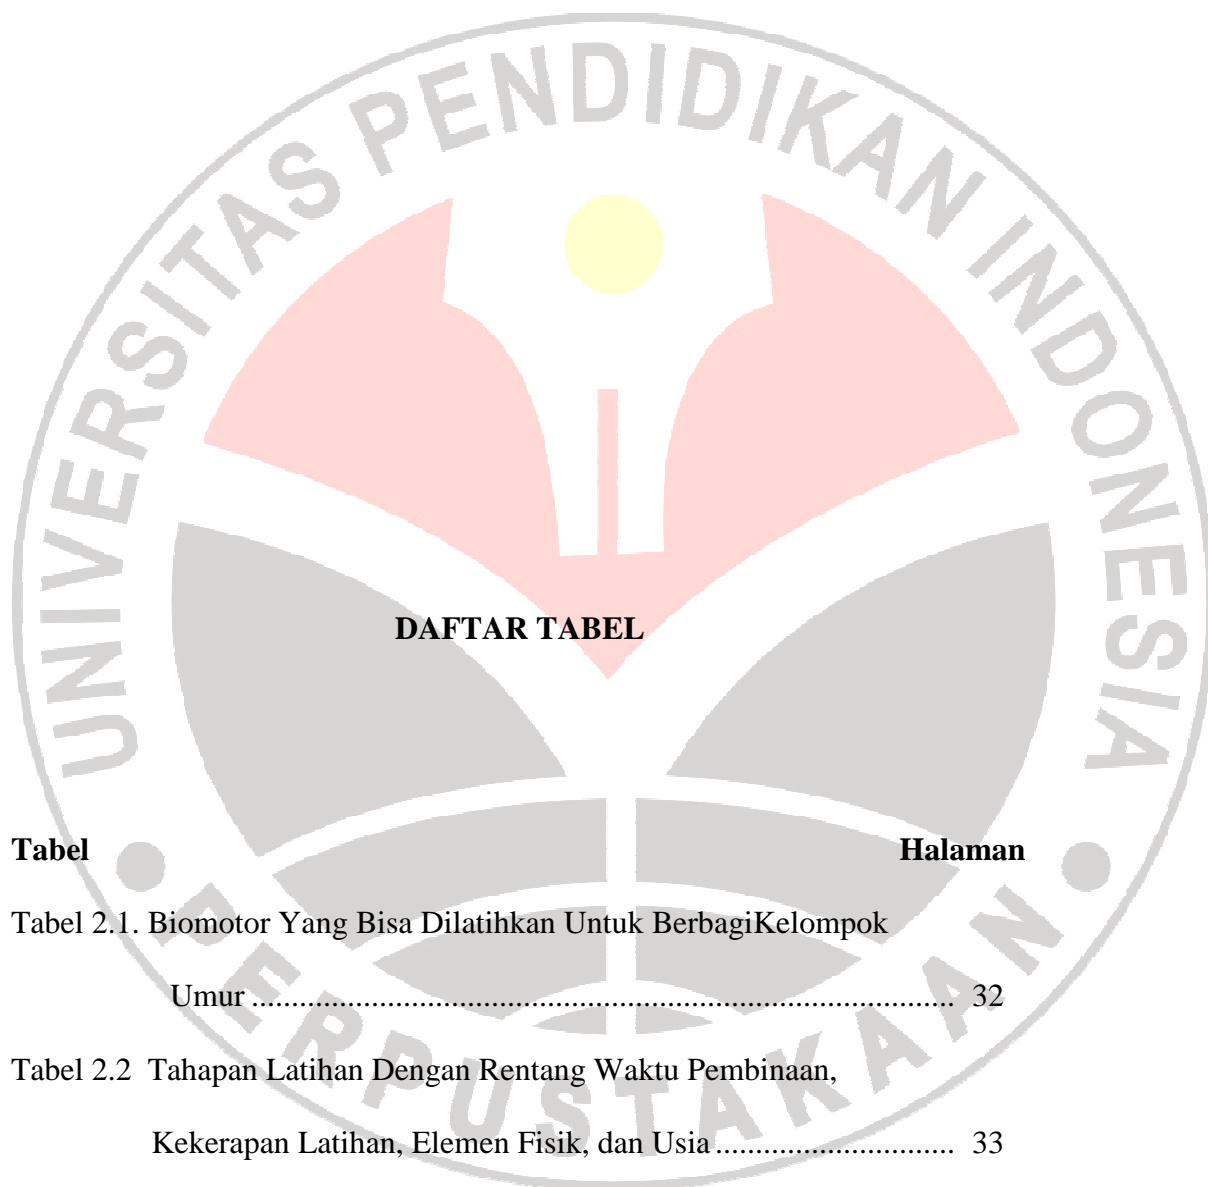 UNIVERSITAS PENDIDIKAN INDONESIA
DAFTAR TABEL
Tabel Halaman
Tabel 2.1. Biomotor Yang Bisa Dilatihkan Untuk BerbagiKelompok
Umur ........................................................................................ 32
Tabel 2.2 Tahapan Latihan Dengan Rentang Waktu Pembinaan,
Kekerapan Latihan, Elemen Fisik, dan Usia .............................. 33
PERPUSTAKAAN